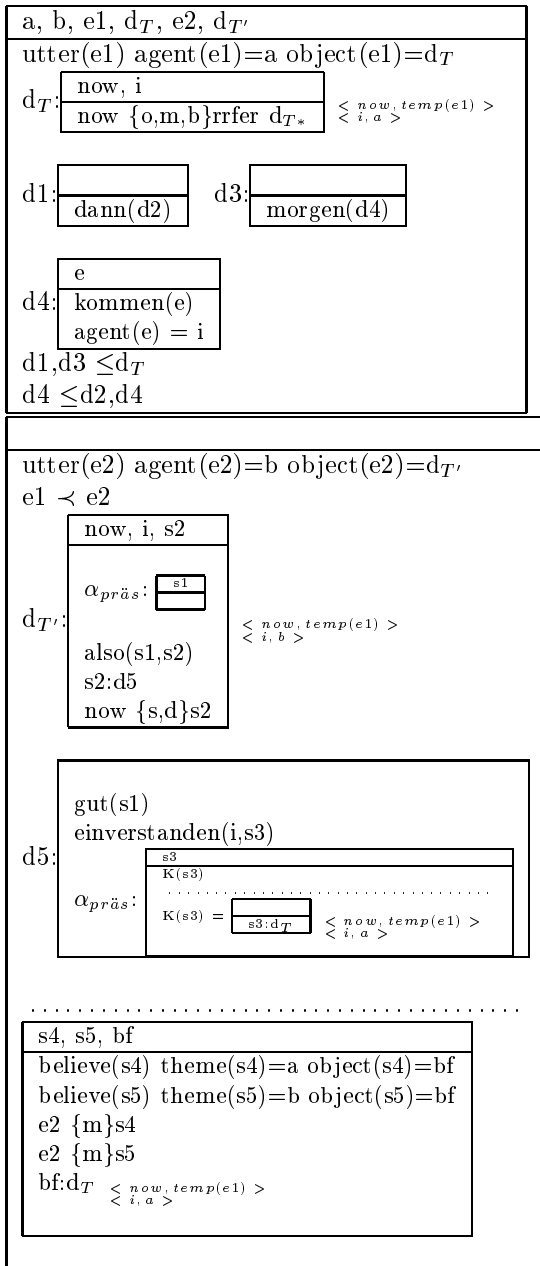 a, b, e1, d_T, e2, d_T'
utter(e1) agent(e1)=a object(e1)=d_T
now, i
d_T: now {o,m,b}rrfer d_T* < now, temp(e1) >
< i, a >
d1: dann(d2) d3: morgen(d4)
e
d4: kommen(e)
agent(e) = i
d1,d3 ≤d_T
d4 ≤d2,d4
utter(e2) agent(e2)=b object(e2)=d_T'
e1 ≺ e2
now, i, s2
α_präs: s1
d_T': < now, temp(e1) >
< i, b >
also(s1,s2)
s2:d5
now {s,d}s2
gut(s1)
einverstanden(i,s3)
d5: s3
K(s3)
α_präs: K(s3) = s3:d_T < now, temp(e1) >
< i, a >
s4, s5, bf
believe(s4) theme(s4)=a object(s4)=bf
believe(s5) theme(s5)=b object(s5)=bf
e2 {m}s4
e2 {m}s5
bf:d_T < now, temp(e1) >
< i, a >